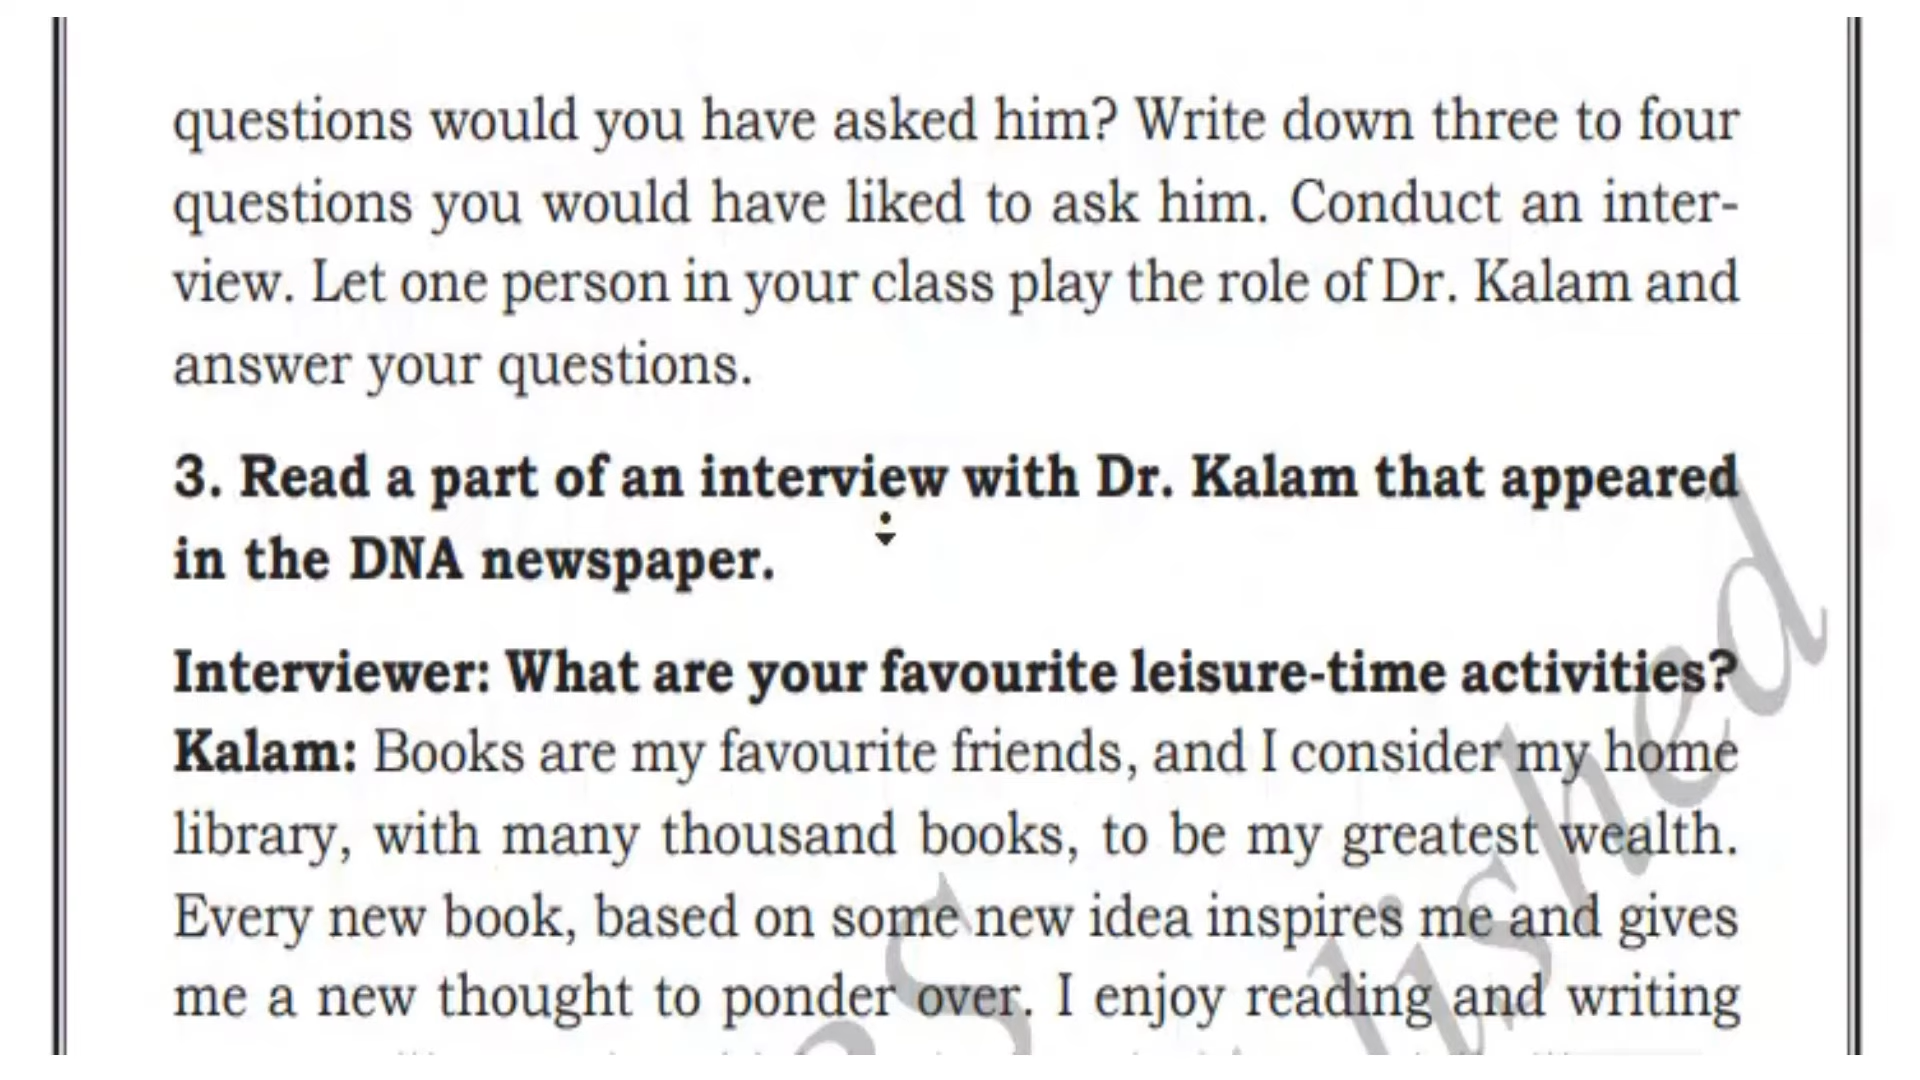 questions would you have asked him? Write down three to four
questions you would have liked to ask him. Conduct an inter-
view. Let one person in your class play the role of Dr. Kalam and
answer your questions.
3. Read a part of an interview with Dr. Kalam that appeared
in the DNA newspaper.
Interviewer: What are your favourite leisure-time activities?
Kalam: Books are my favourite friends, and I consider my home
library, with many thousand books, to be my greatest wealth.
Every new book, based on some new idea inspires me and gives
me a new thought to ponder over. I enjoy reading and writing